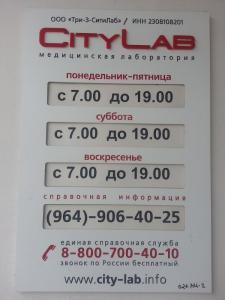 ООО «Три-З-СитиЛаб» / ИНН 2308108201
CITYLAB
медицинская лаборатория
понедельник-пятница
с 7.00 до 19.00
суббота
с 7.00 до 19.00
воскресенье
с 7.00 до 19.00
справочная информация
(964)-906-40-25
единая справочная служба
8-800-700-40-10
звонок по России бесплатный
www.city-lab.info